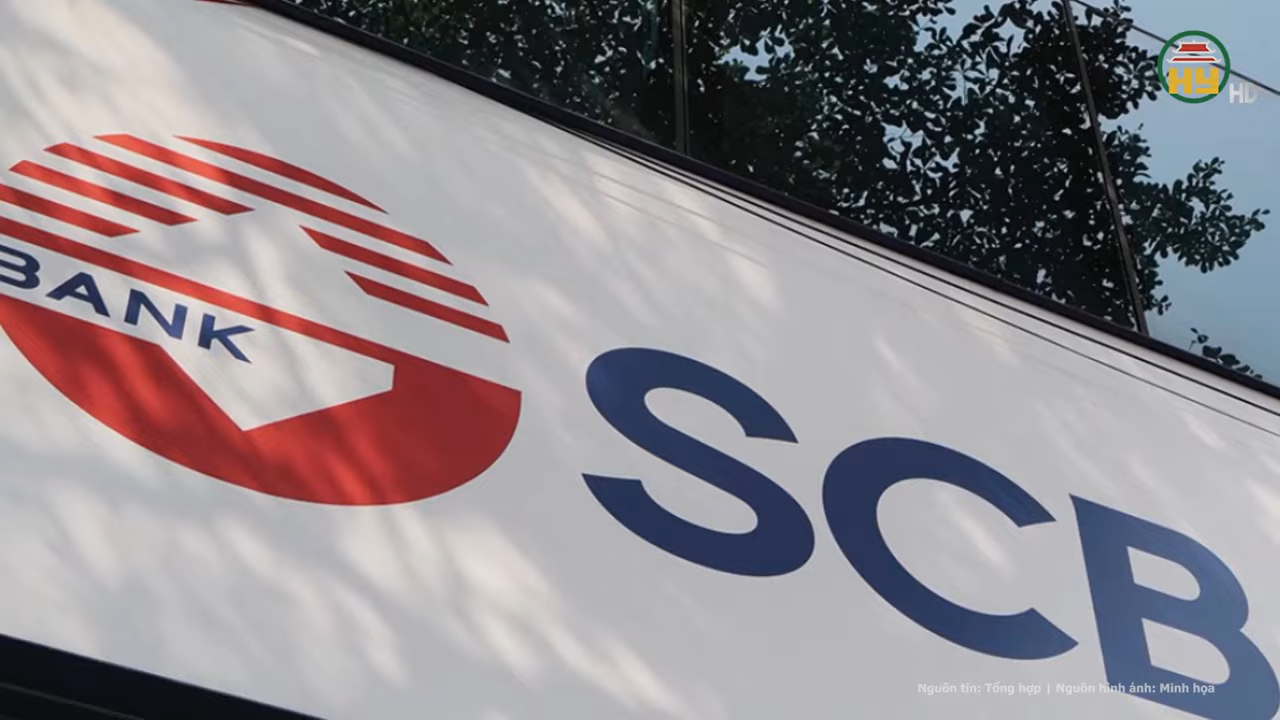 HY
HD
BANK
SCB
Nguồn tin: Tổng hợp | Nguồn hình ảnh: Minh họa